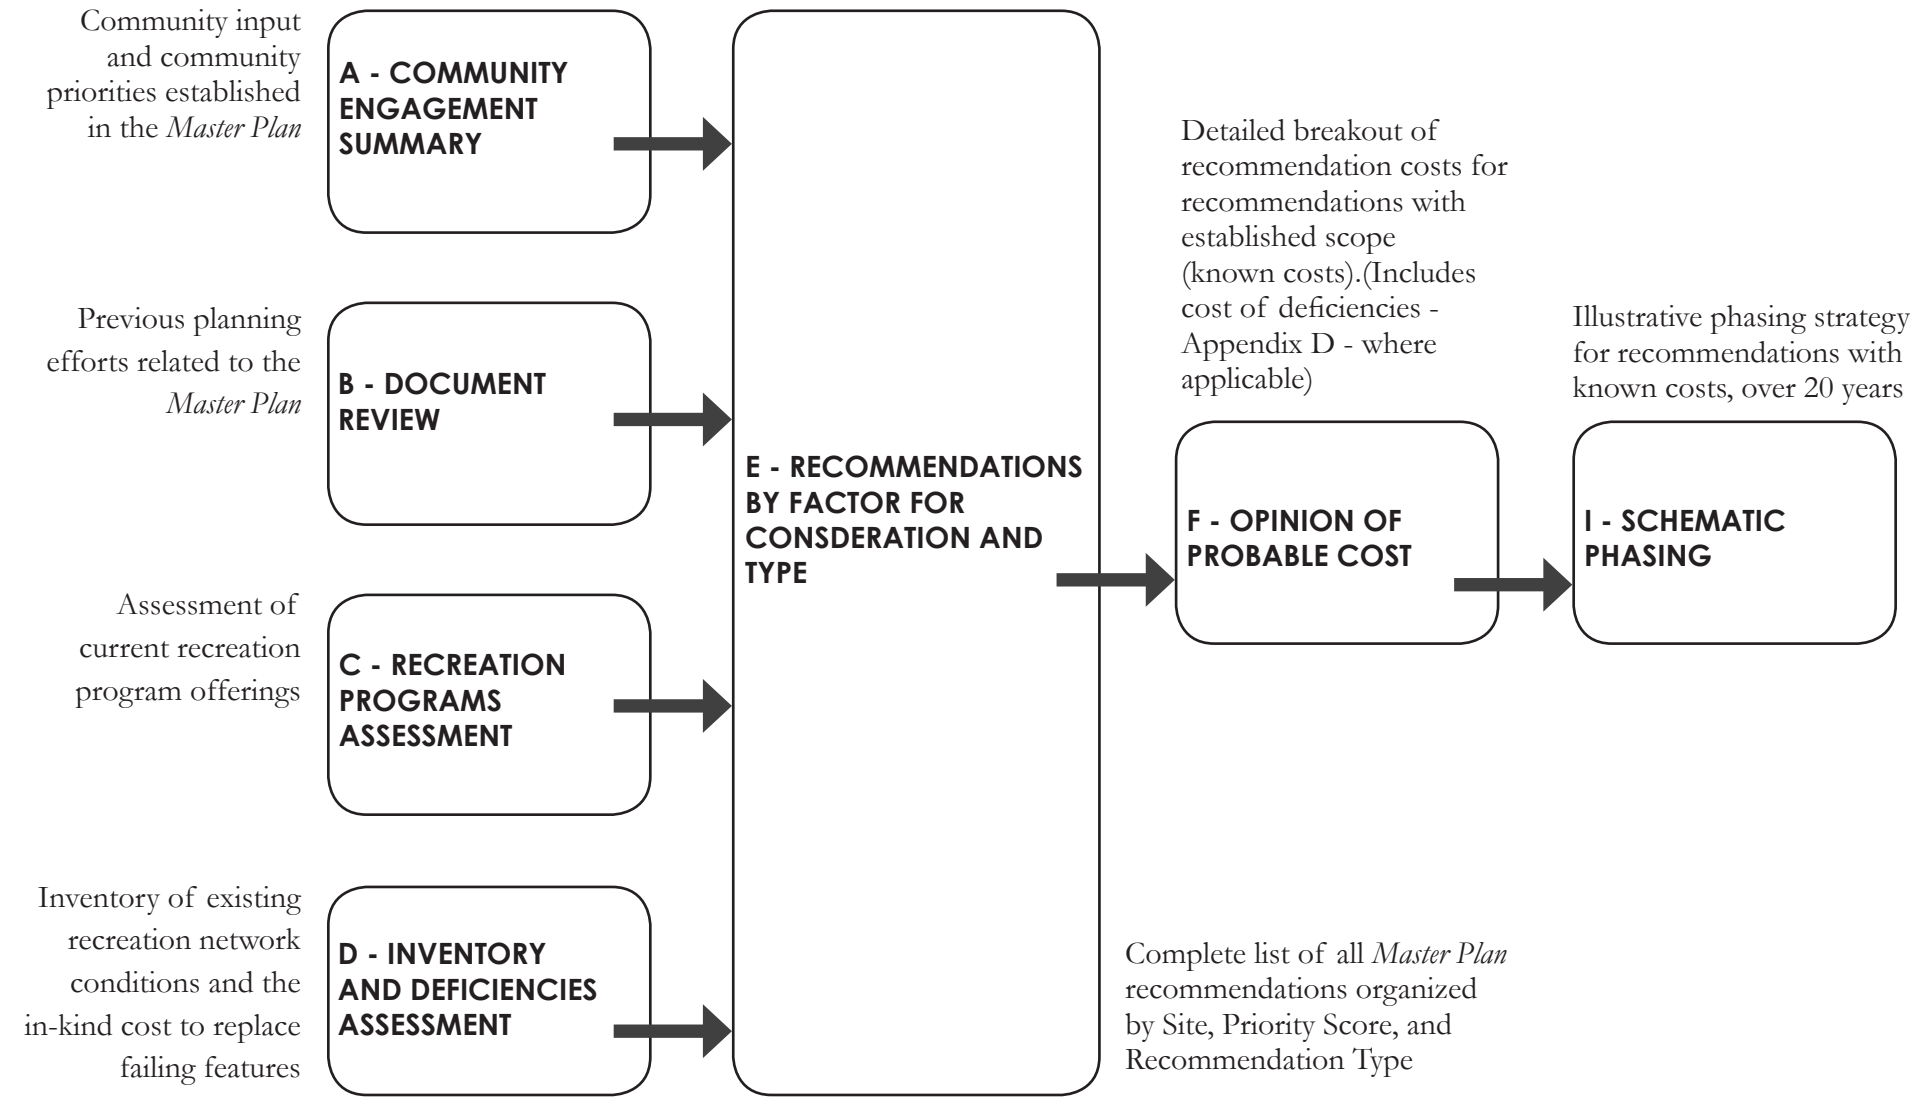 Community input
and community
priorities established
in the Master Plan
A - COMMUNITY
ENGAGEMENT
SUMMARY
Previous planning
efforts related to the
Master Plan
B - DOCUMENT
REVIEW
Assessment of
current recreation
program offerings
C - RECREATION
PROGRAMS
ASSESSMENT
Inventory of existing
recreation network
conditions and the
in-kind cost to replace
failing features
D - INVENTORY
AND DEFICIENCIES
ASSESSMENT
E - RECOMMENDATIONS
BY FACTOR FOR
CONSDERATION AND
TYPE
Complete list of all Master Plan
recommendations organized
by Site, Priority Score, and
Recommendation Type
Detailed breakout of
recommendation costs for
recommendations with
established scope
(known costs).(Includes
cost of deficiencies -
Appendix D - where
applicable)
F - OPINION OF
PROBABLE COST
Illustrative phasing strategy
for recommendations with
known costs, over 20 years
I - SCHEMATIC
PHASING